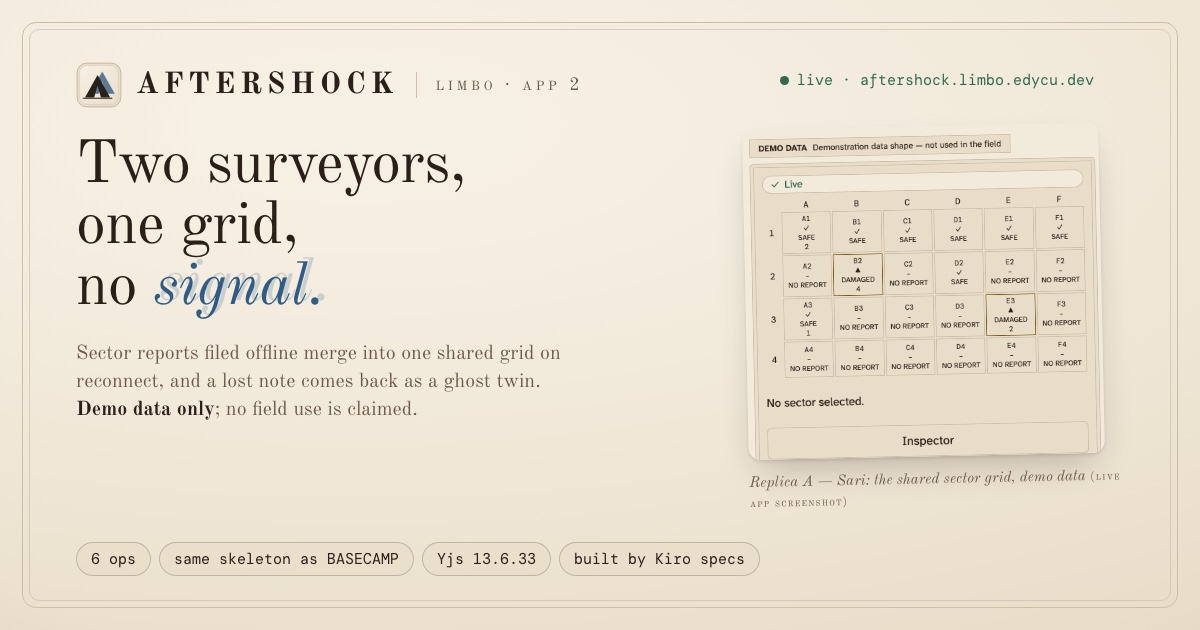 AFTERSHOCK
LIMBO · APP 2
live · aftershock.limbo.edycu.dev
Two surveyors,
one grid,
no signal.
Sector reports filed offline merge into one shared grid on
reconnect, and a lost note comes back as a ghost twin.
Demo data only; no field use is claimed.
DEMO DATA Demonstration data shape — not used in the field
✓ Live
A B C D E F
1
A1 ✓ SAFE 2
B1 ✓ SAFE
C1 ✓ SAFE
D1 ✓ SAFE
E1 ✓ SAFE
F1 ✓ SAFE
2
A2 – NO REPORT
B2 ▲ DAMAGED 4
C2 – NO REPORT
D2 ✓ SAFE
E2 – NO REPORT
F2 – NO REPORT
3
A3 ✓ SAFE 1
B3 – NO REPORT
C3 – NO REPORT
D3 – NO REPORT
E3 ▲ DAMAGED 2
F3 – NO REPORT
4
A4 – NO REPORT
B4 – NO REPORT
C4 – NO REPORT
D4 – NO REPORT
E4 – NO REPORT
F4 – NO REPORT
No sector selected.
Inspector
Replica A — Sari: the shared sector grid, demo data (LIVE
APP SCREENSHOT)
6 ops
same skeleton as BASECAMP
Yjs 13.6.33
built by Kiro specs